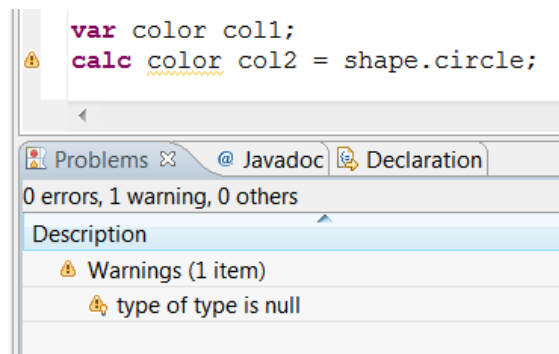 var color col1;
calc color col2 = shape.circle;
Problems @ Javadoc Declaration
0 errors, 1 warning, 0 others
Description
Warnings (1 item)
type of type is null